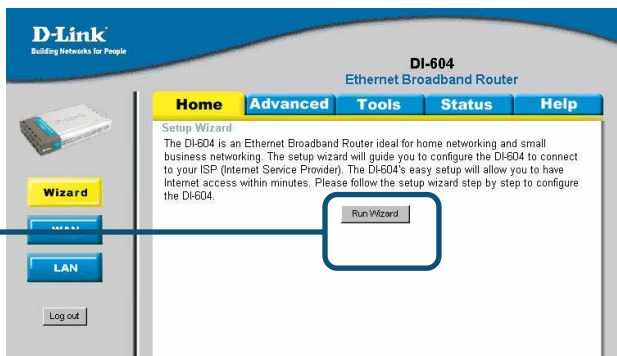 D-Link
Building Networks for People
DI-604
Ethernet Broadband Router
Home
Advanced
Tools
Status
Help
Setup Wizard
The DI-604 is an Ethernet Broadband Router ideal for home networking and small
business networking. The setup wizard will guide you to configure the DI-604 to connect
to your ISP (Internet Service Provider). The DI-604's easy setup will allow you to have
Internet access within minutes. Please follow the setup wizard step by step to configure
the DI-604.
Run Wizard
Wizard
WAN
LAN
Log out